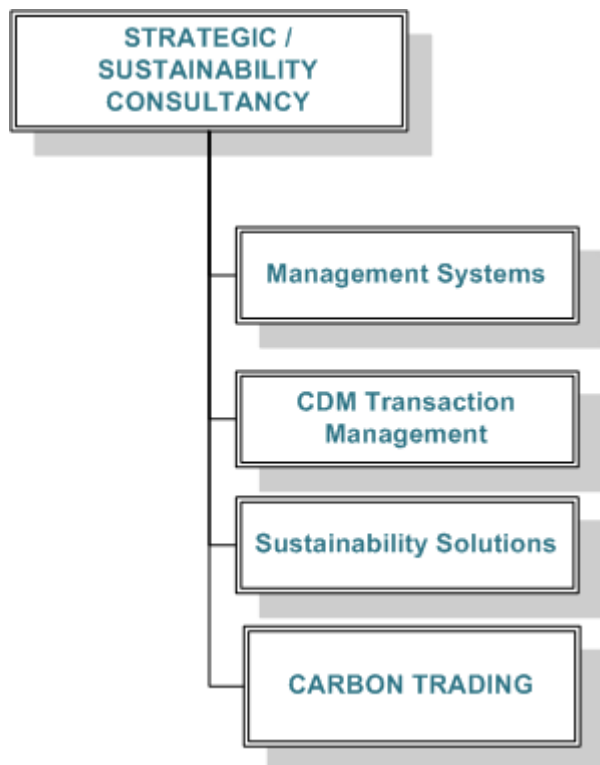 STRATEGIC /
SUSTAINABILITY
CONSULTANCY
Management Systems
CDM Transaction
Management
Sustainability Solutions
CARBON TRADING